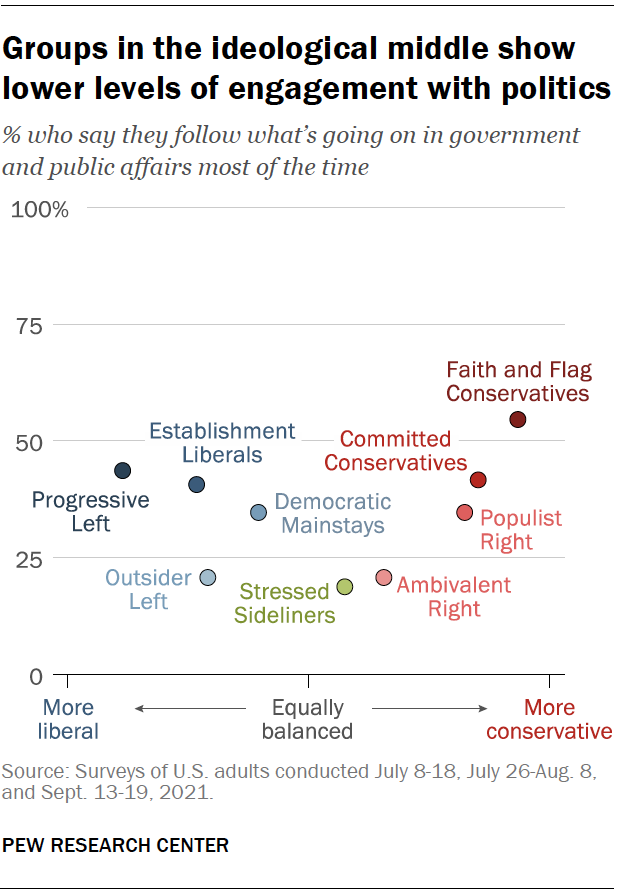 Groups in the ideological middle show
lower levels of engagement with politics
% who say they follow what's going on in government
and public affairs most of the time
100%
75
Faith and Flag
Conservatives
50
Establishment
Liberals
Committed
Conservatives
Progressive
Left
Democratic
Mainstays
Populist
Right
25
Outsider
Left
Stressed
Sideliners
Ambivalent
Right
0
More
liberal
Equally
balanced
More
conservative
Source: Surveys of U.S. adults conducted July 8-18, July 26-Aug. 8,
and Sept. 13-19, 2021.
PEW RESEARCH CENTER